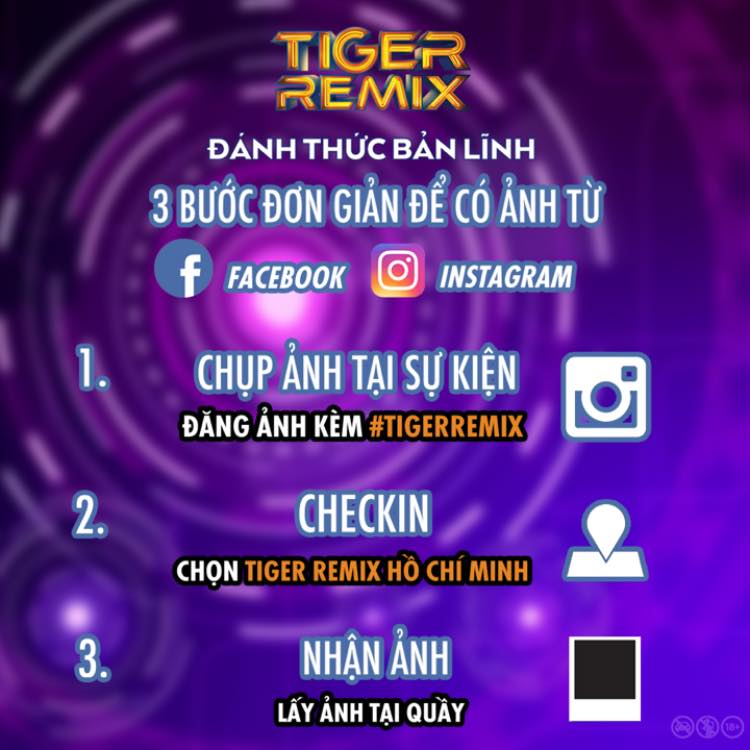 TIGER
REMIX
ĐÁNH THỨC BẢN LĨNH
3 BƯỚC ĐƠN GIẢN ĐỂ CÓ ẢNH TỪ
f FACEBOOK INSTAGRAM
1. CHỤP ẢNH TẠI SỰ KIỆN
ĐĂNG ẢNH KÈM #TIGERREMIX
2. CHECKIN
CHỌN TIGER REMIX HỒ CHÍ MINH
3. NHẬN ẢNH
LẤY ẢNH TẠI QUẦY
18+